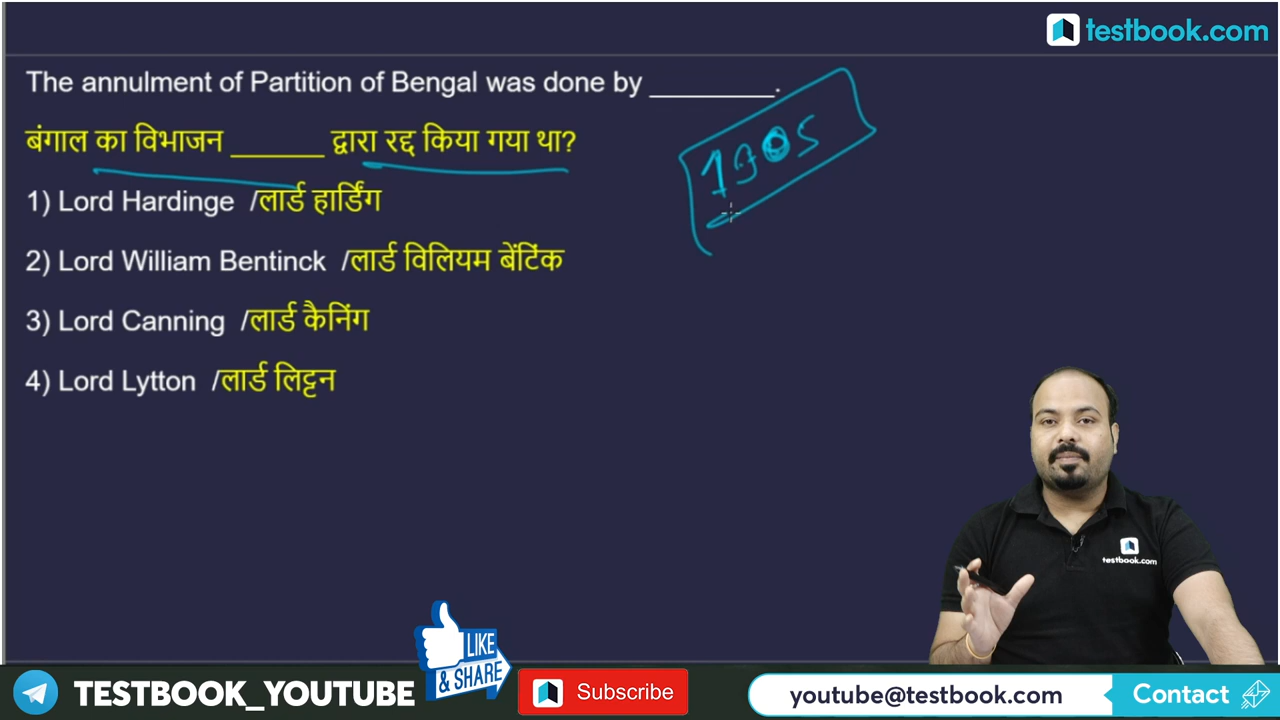 testbook.com
The annulment of Partition of Bengal was done by _________.
बंगाल का विभाजन ______ द्वारा रद्द किया गया था?
1905
1) Lord Hardinge /लार्ड हार्डिंग
2) Lord William Bentinck /लार्ड विलियम बेंटिंक
3) Lord Canning /लार्ड कैनिंग
4) Lord Lytton /लार्ड लिट्टन
testbook.com
LIKE
& SHARE
TESTBOOK_YOUTUBE
Subscribe
youtube@testbook.com
Contact